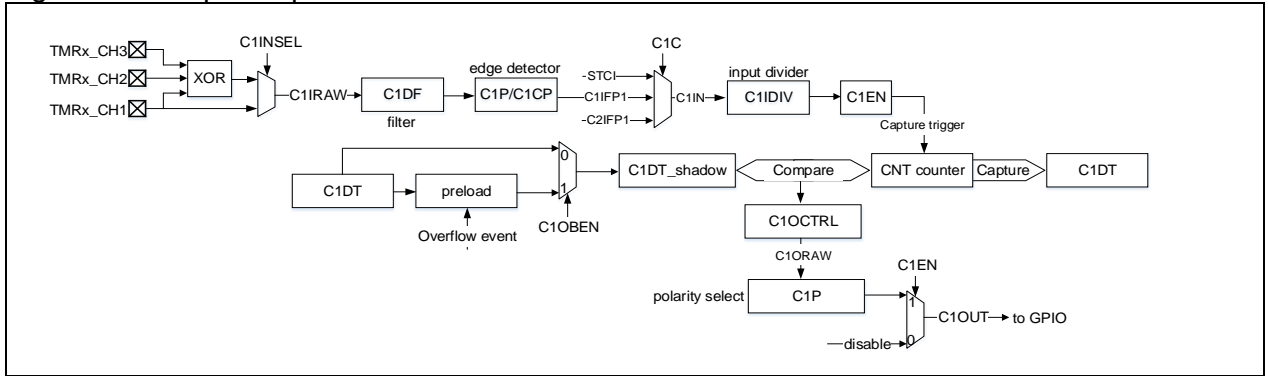 C1INSEL
C1C
TMRx_CH3
TMRx_CH2
TMRx_CH1
XOR
C1IRAW
C1DF
filter
edge detector
C1P/C1CP
STCI
C1IFP1
C2IFP1
C1IN
input divider
C1IDIV
C1EN
Capture trigger
C1DT
preload
Overflow event
0
1
C1OBEN
C1DT_shadow
Compare
CNT counter
Capture
C1DT
C1OCTRL
C1ORAW
polarity select
C1P
C1EN
1
0
disable
C1OUT
to GPIO